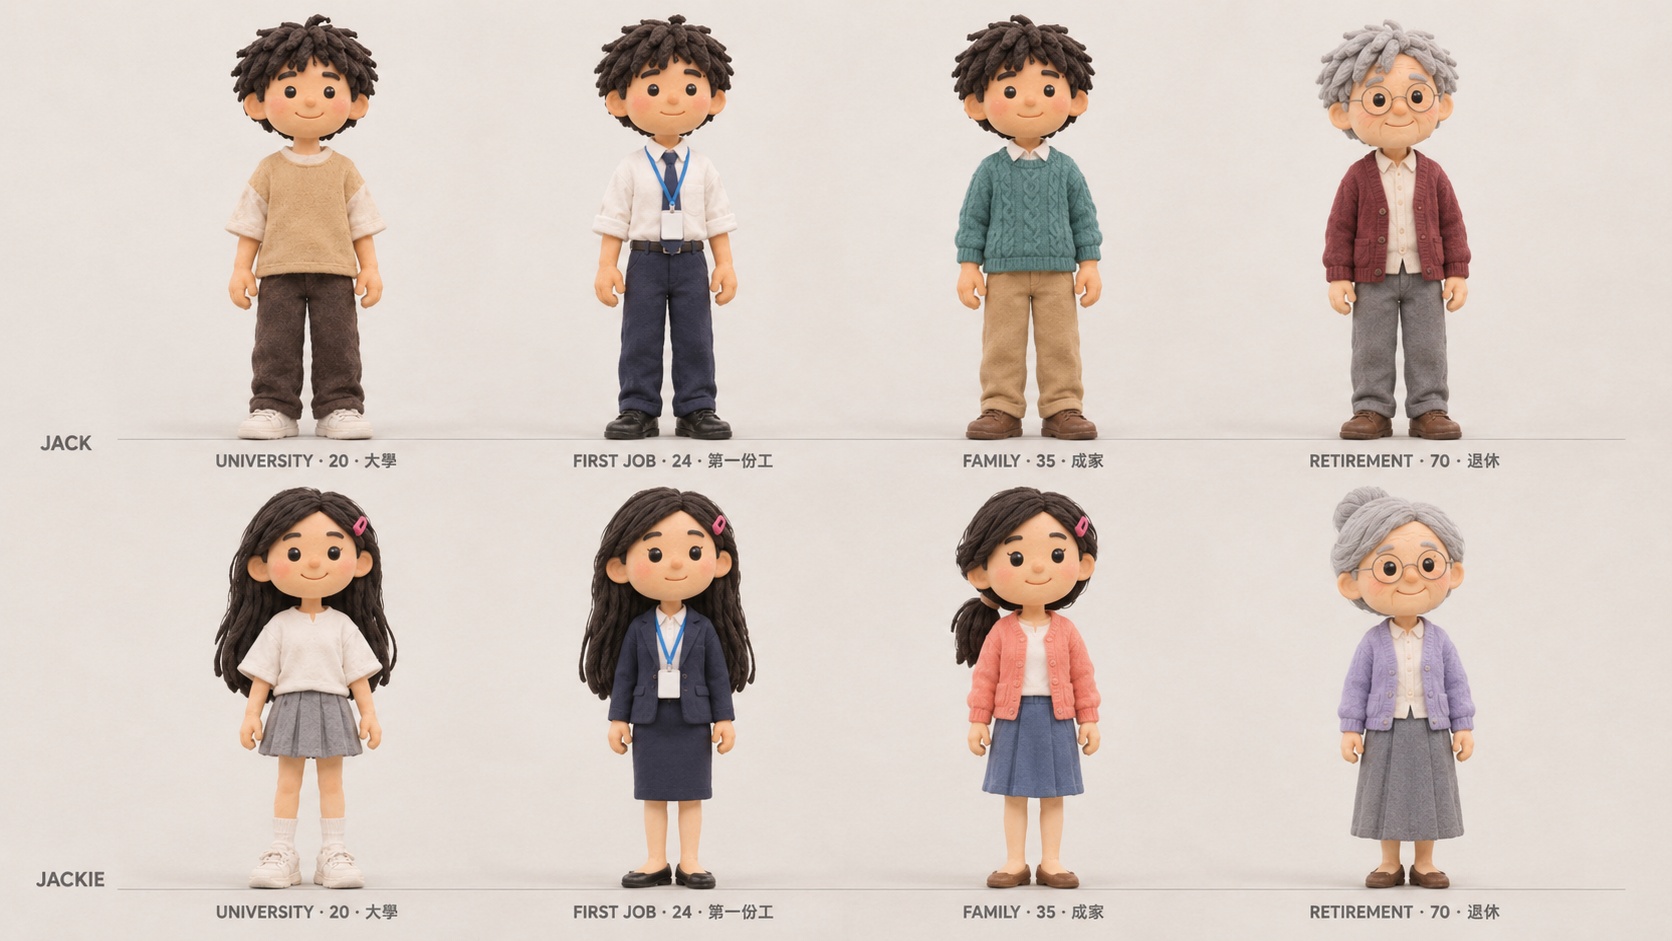 JACK
UNIVERSITY · 20 · 大學
FIRST JOB · 24 · 第一份工
FAMILY · 35 · 成家
RETIREMENT · 70 · 退休
JACKIE
UNIVERSITY · 20 · 大學
FIRST JOB · 24 · 第一份工
FAMILY · 35 · 成家
RETIREMENT · 70 · 退休